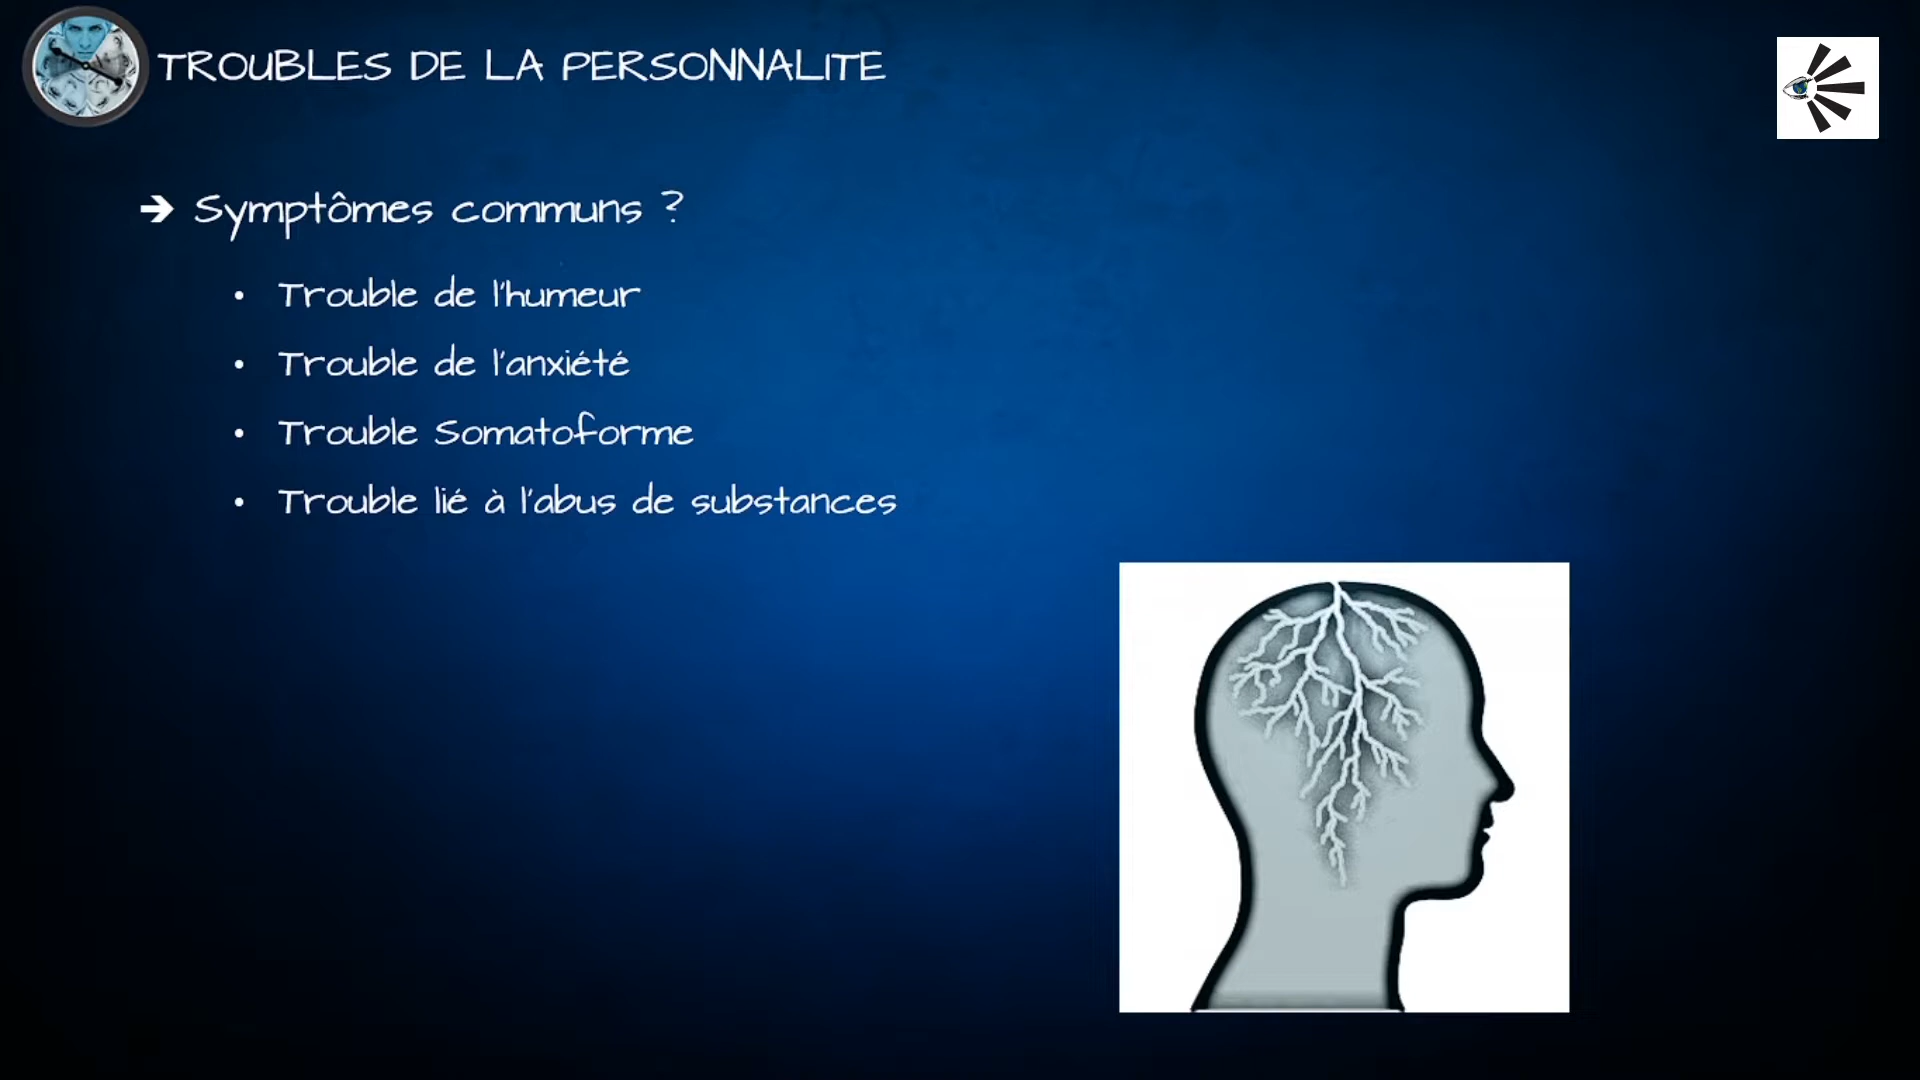 TROUBLES DE LA PERSONNALITE
➔ Symptômes communs ?
• Trouble de l'humeur
• Trouble de l'anxiété
• Trouble Somatoforme
• Trouble lié à l'abus de substances